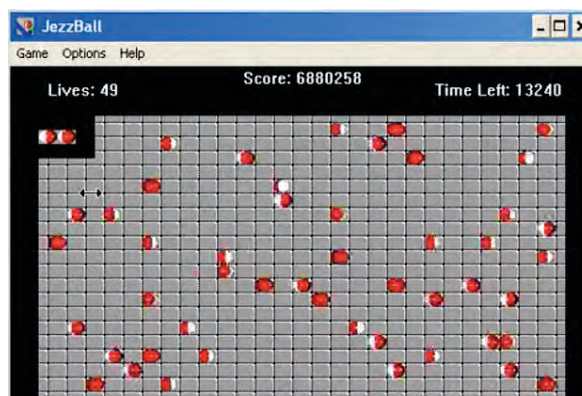 JezzBall
Game Options Help
Score: 6880258
Lives: 49
Time Left: 13240